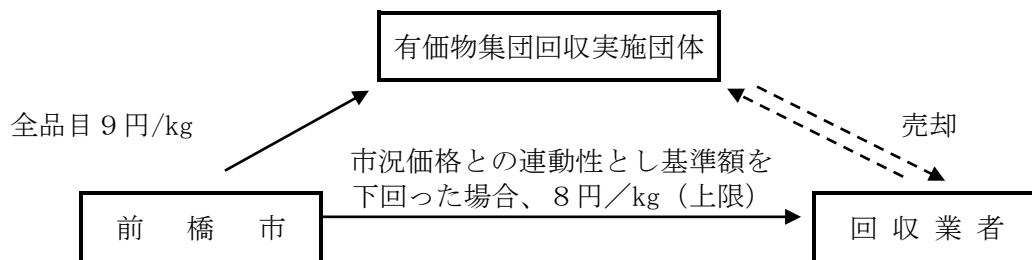 有価物集団回収実施団体
全品目９円/kg
売却
市況価格との連動性とし基準額を
下回った場合、８円／kg（上限）
前　橋　市
回 収 業 者